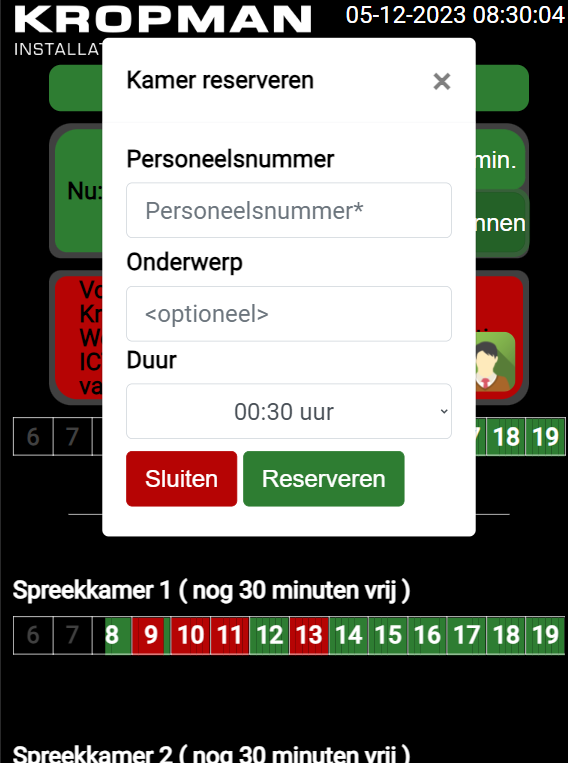 KROPMAN 05-12-2023 08:30:04
INSTALLAT
Kamer reserveren ×
min.
Personeelsnummer
Nu:
Personeelsnummer*
nnen
Onderwerp
Vo
Kr
<optioneel>
W
IC
Duur
va
00:30 uur
6 7 7 18 19
Sluiten Reserveren
Spreekkamer 1 ( nog 30 minuten vrij )
6 7 8 9 10 11 12 13 14 15 16 17 18 19
Spreekkamer 2 ( nog 30 minuten vrij )